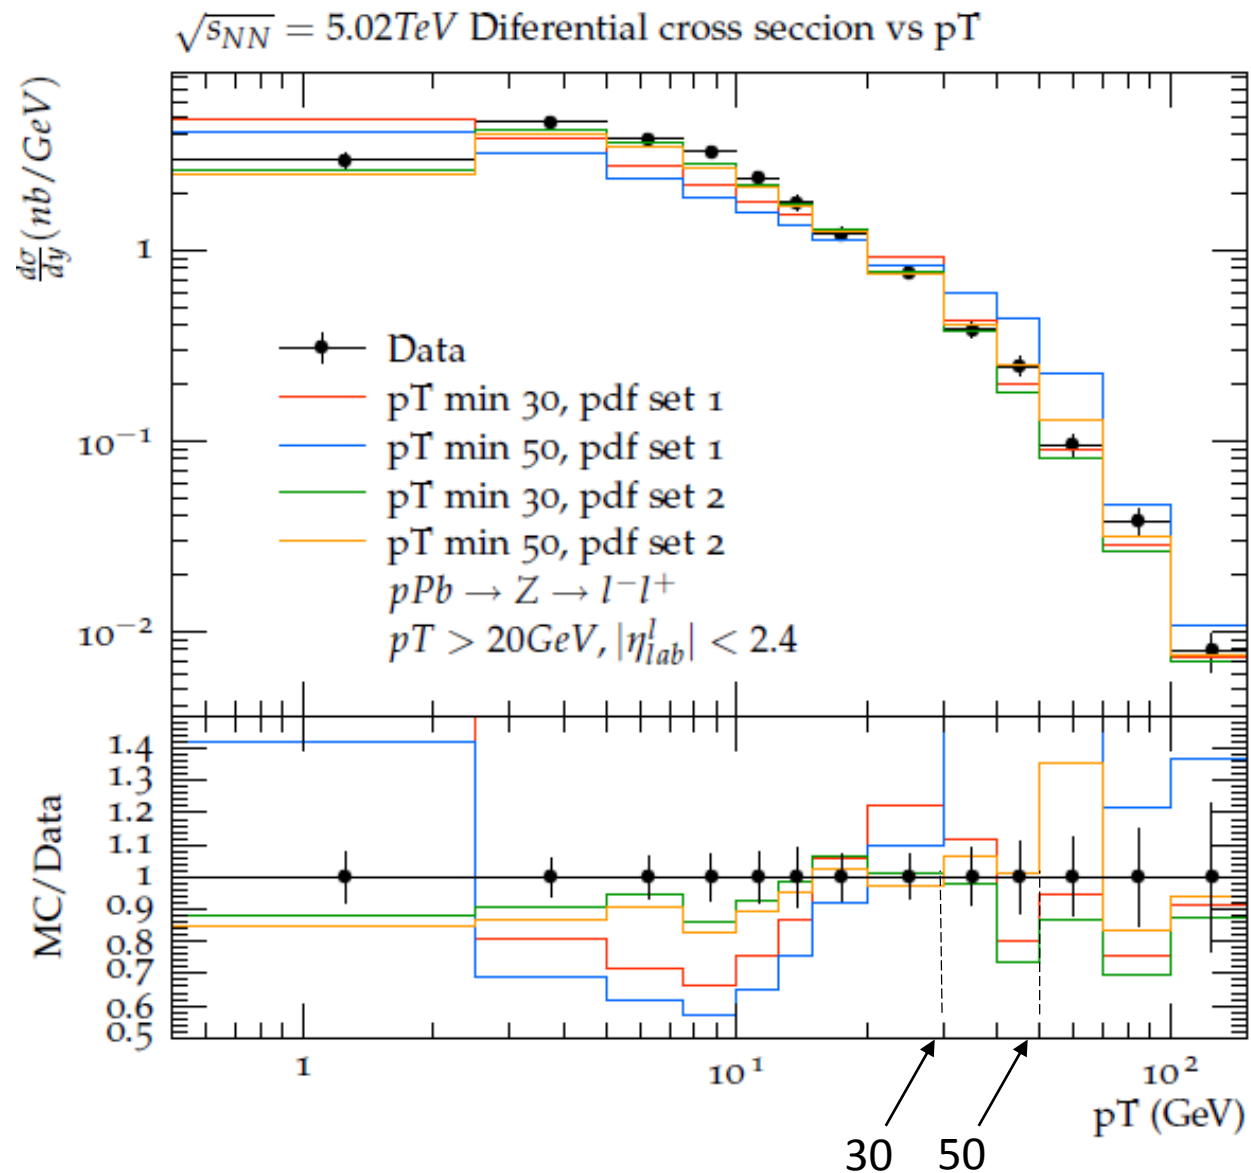 √s_NN = 5.02TeV Diferential cross seccion vs pT
dσ/dy (nb/GeV)
1
10⁻¹
10⁻²
Data
pT min 30, pdf set 1
pT min 50, pdf set 1
pT min 30, pdf set 2
pT min 50, pdf set 2
pPb → Z → l⁻l⁺
pT > 20GeV, |η^l_lab| < 2.4
MC/Data
1.4
1.3
1.2
1.1
1
0.9
0.8
0.7
0.6
0.5
1 10¹ 10²
pT (GeV)
30 50